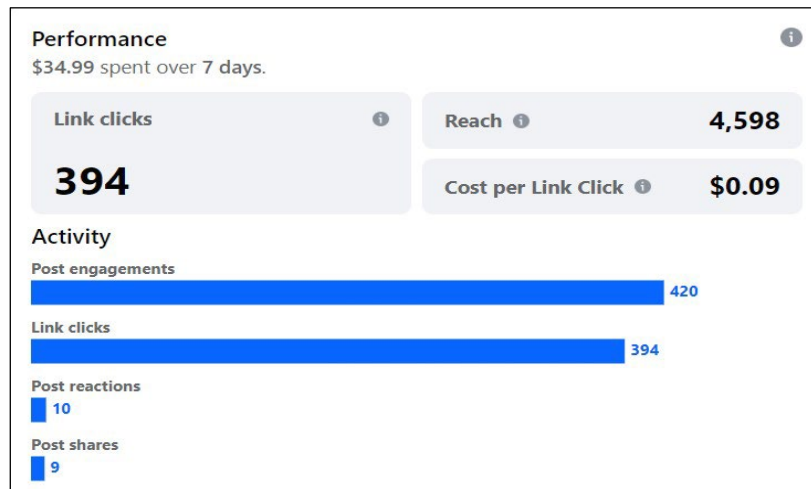 Performance
$34.99 spent over 7 days.
Link clicks
394
Reach 4,598
Cost per Link Click $0.09
Activity
Post engagements
420
Link clicks
394
Post reactions
10
Post shares
9